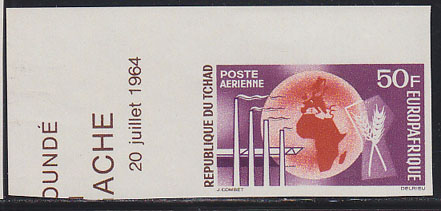 OUNDÉ
ACHE
20 juillet 1964
REPUBLIQUE DU TCHAD
POSTE
AERIENNE
50F
EUROPAFRIQUE
J. COMBET
DELRIEU